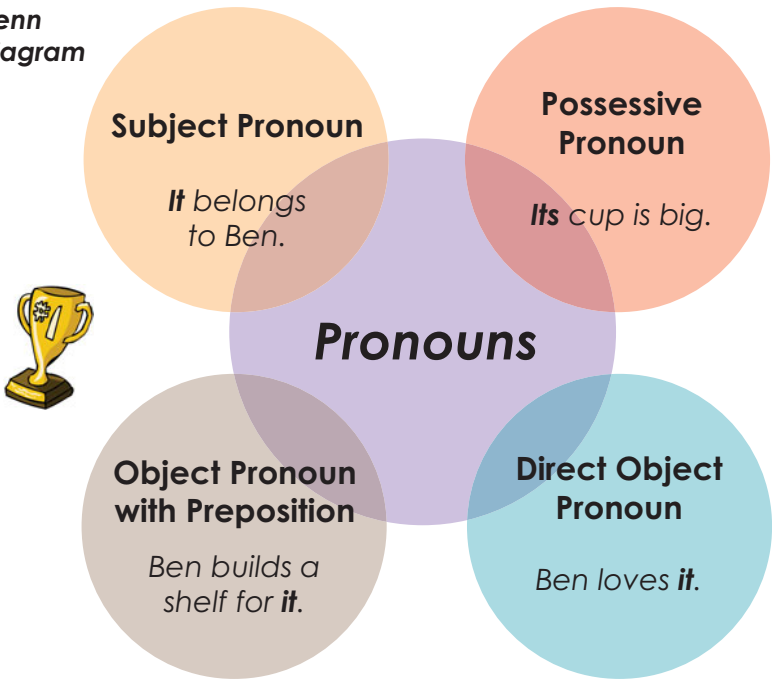 enn
agram
Subject Pronoun
It belongs
to Ben.
Possessive
Pronoun
Its cup is big.
1
Pronouns
Object Pronoun
with Preposition
Ben builds a
shelf for it.
Direct Object
Pronoun
Ben loves it.